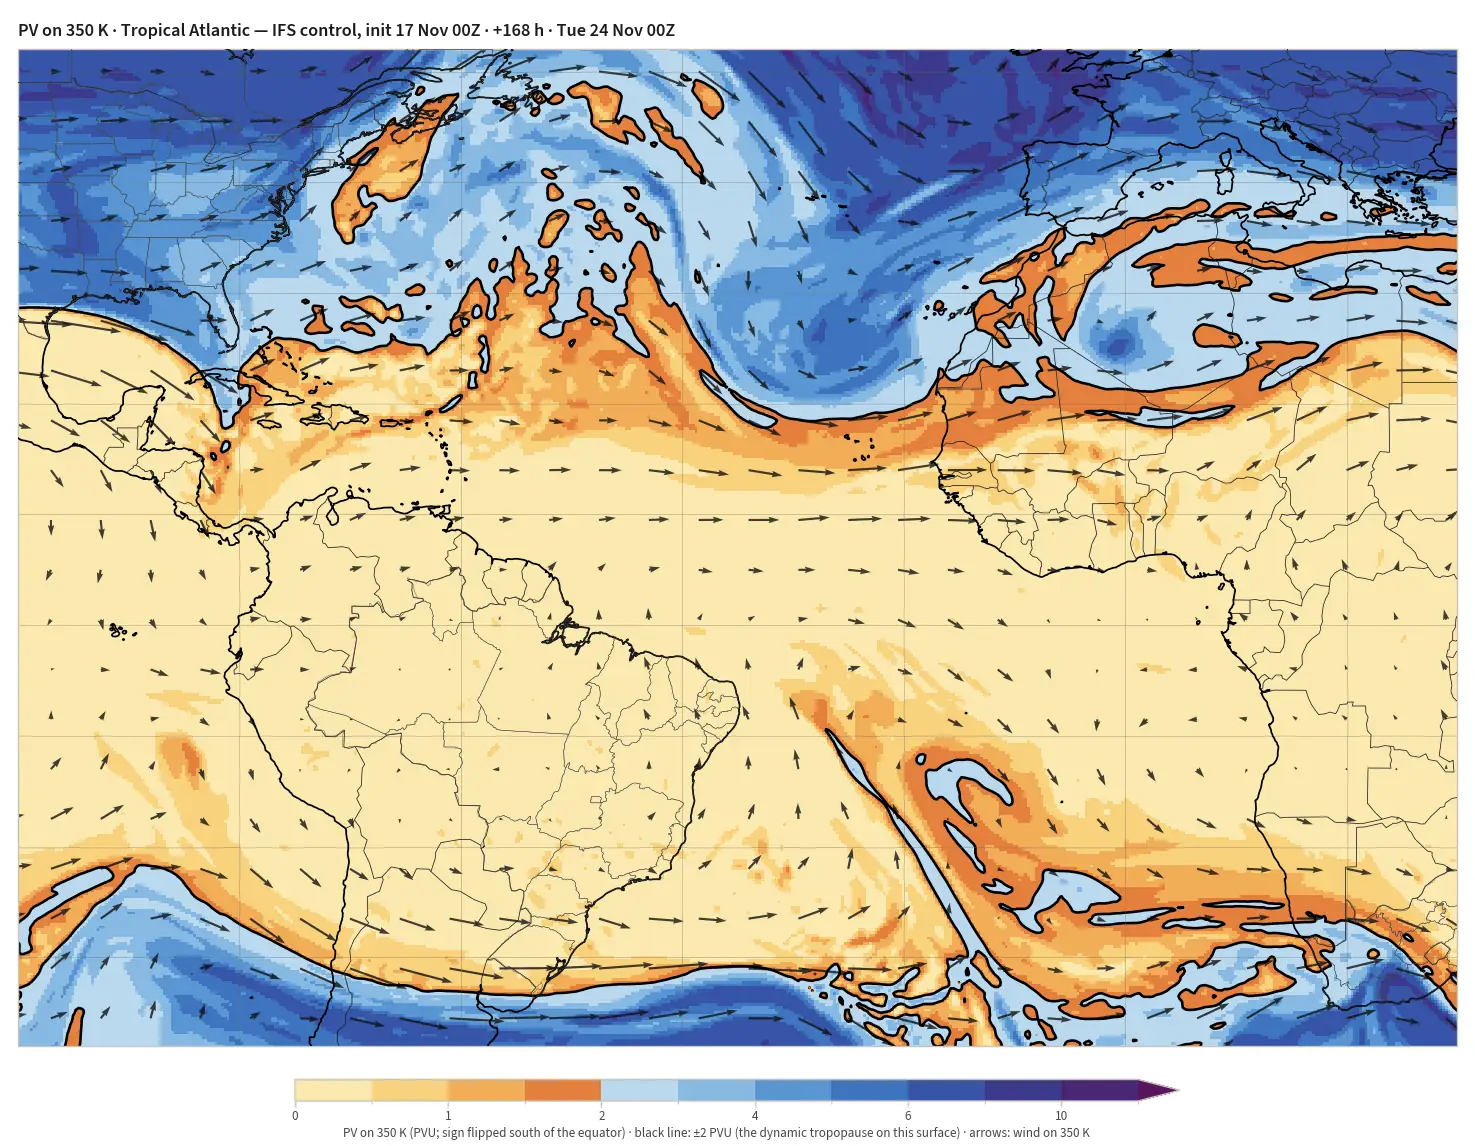 PV on 350 K · Tropical Atlantic — IFS control, init 17 Nov 00Z · +168 h · Tue 24 Nov 00Z
0 1 2 4 6 10
PV on 350 K (PVU; sign flipped south of the equator) · black line: ±2 PVU (the dynamic tropopause on this surface) · arrows: wind on 350 K